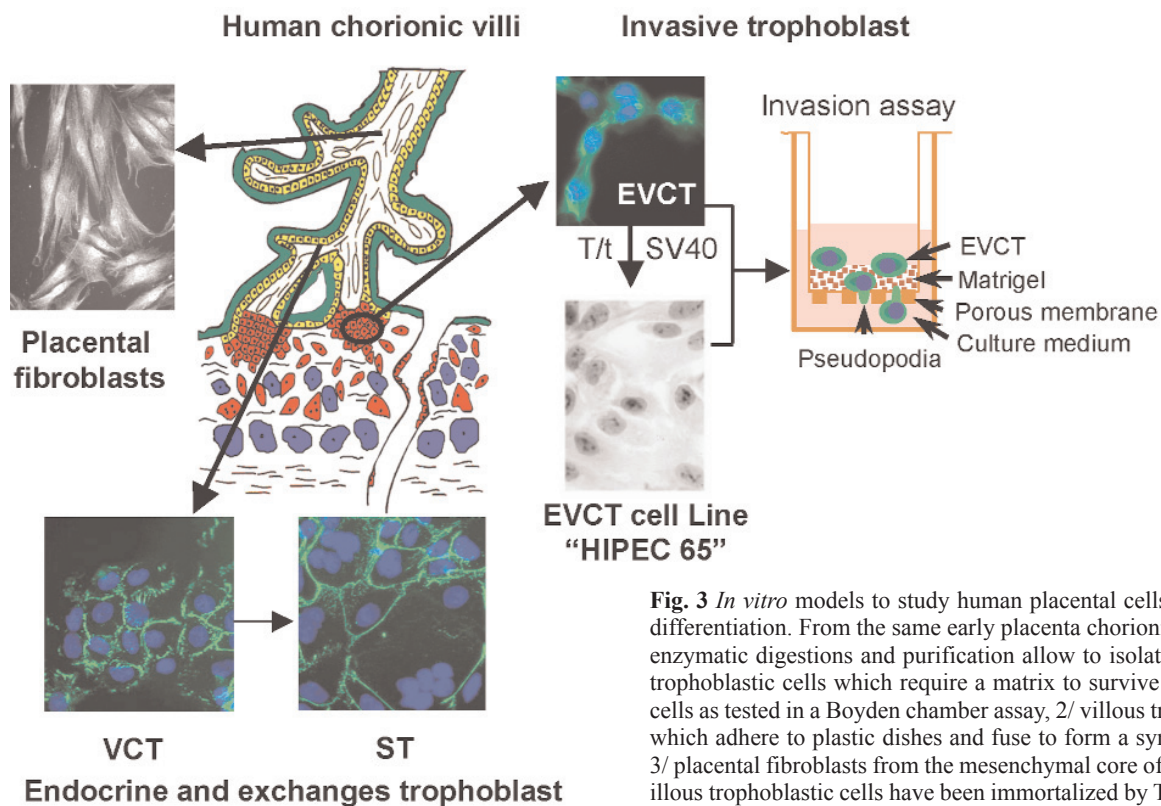 Human chorionic villi
Invasive trophoblast
Placental
fibroblasts
EVCT
T/t SV40
EVCT cell Line
“HIPEC 65”
Invasion assay
EVCT
Matrigel
Porous membrane
Culture medium
Pseudopodia
VCT
ST
Endocrine and exchanges trophoblast
Fig. 3 In vitro models to study human placental cells
differentiation. From the same early placenta chorioni
enzymatic digestions and purification allow to isolat
trophoblastic cells which require a matrix to survive
cells as tested in a Boyden chamber assay, 2/ villous tr
which adhere to plastic dishes and fuse to form a syn
3/ placental fibroblasts from the mesenchymal core of
illous trophoblastic cells have been immortalized by T